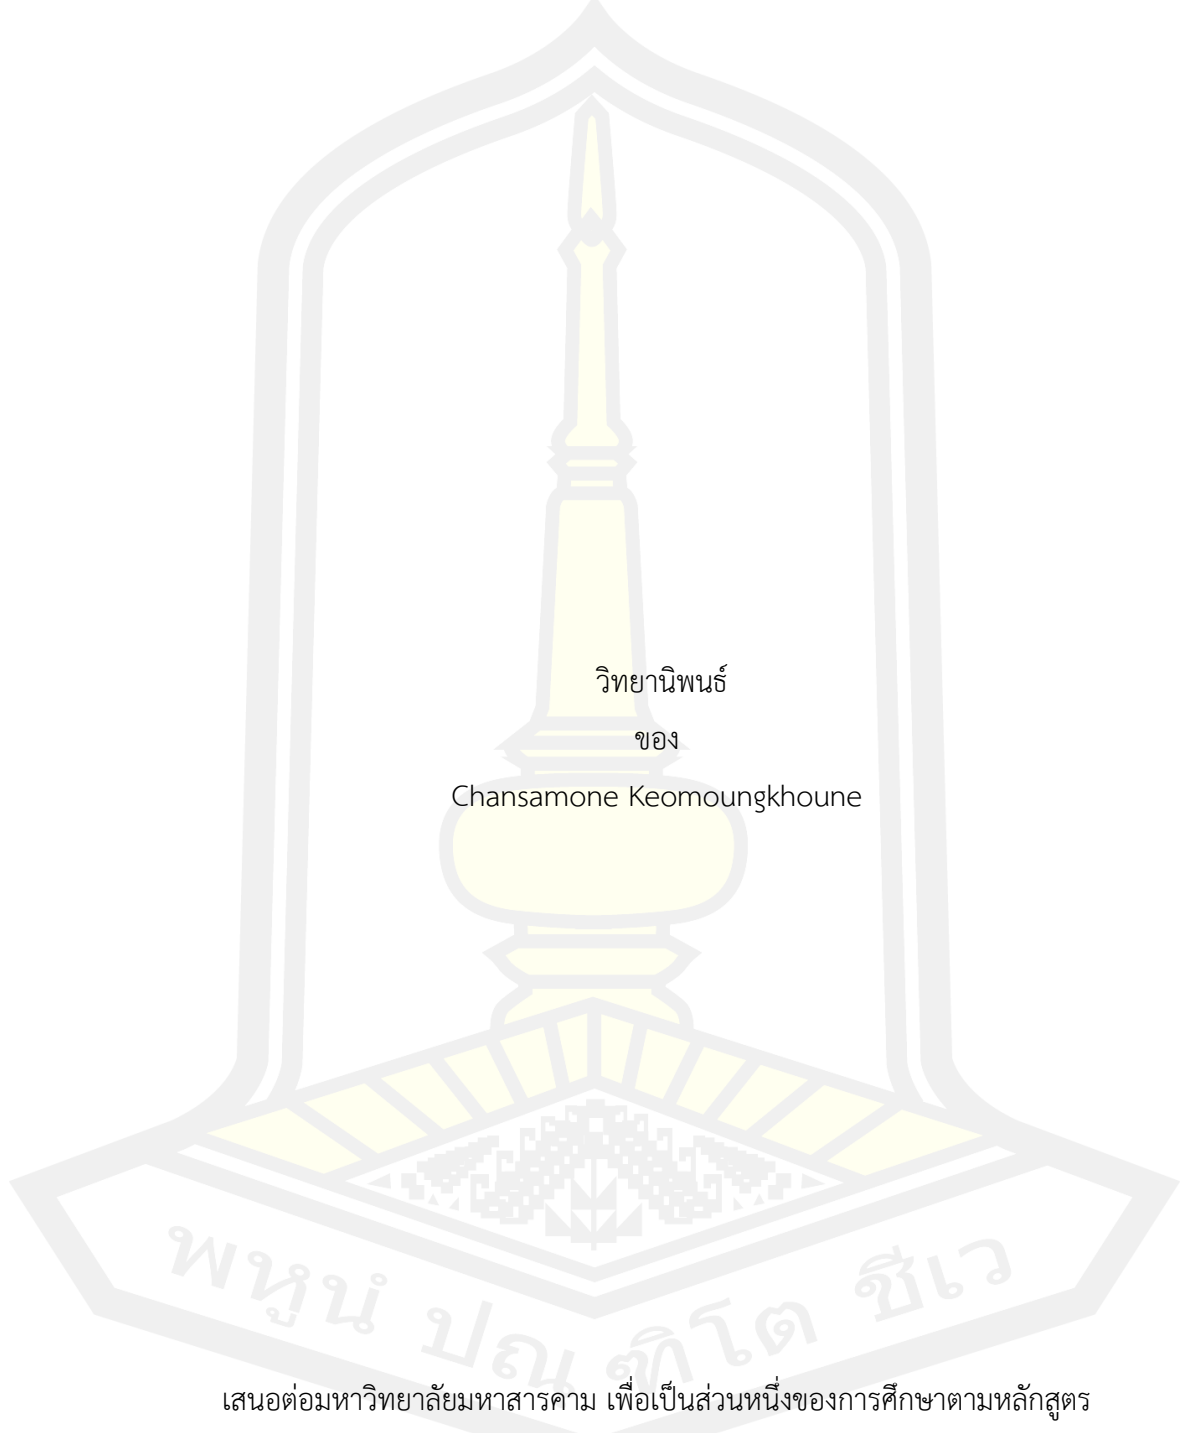 วิทยานิพนธ์
ของ
Chansamone Keomoungkhoune
พหูนํ ปณฺฑิโต ชีเว
เสนอต่อมหาวิทยาลัยมหาสารคาม เพื่อเป็นส่วนหนึ่งของการศึกษาตามหลักสูตร